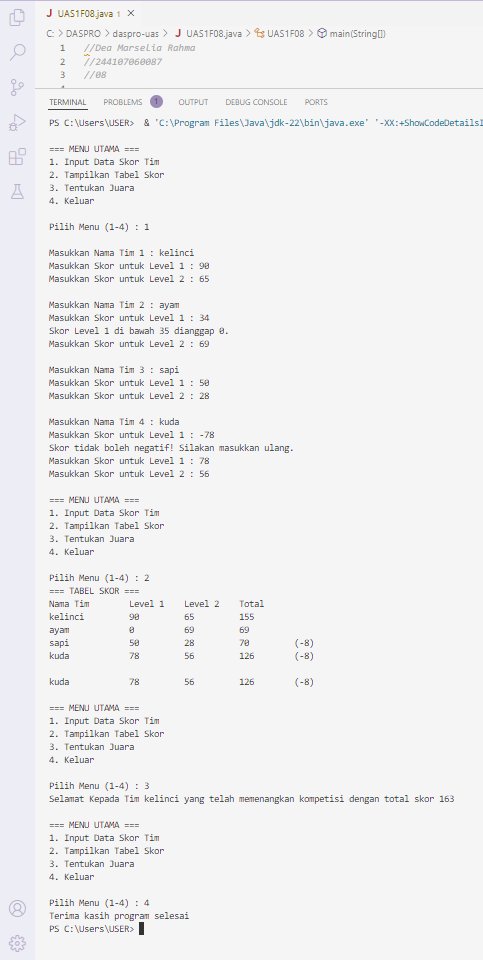 UAS1F08.java 1
C: > DASPRO > daspro-uas > UAS1F08.java > UAS1F08 > main(String[])
1 //Dea Marselia Rahma
2 //244107060087
3 //08
TERMINAL PROBLEMS 1 OUTPUT DEBUG CONSOLE PORTS
PS C:\Users\USER> & 'C:\Program Files\Java\jdk-22\bin\java.exe' '-XX:+ShowCodeDetailsI
=== MENU UTAMA ===
1. Input Data Skor Tim
2. Tampilkan Tabel Skor
3. Tentukan Juara
4. Keluar
Pilih Menu (1-4) : 1
Masukkan Nama Tim 1 : kelinci
Masukkan Skor untuk Level 1 : 90
Masukkan Skor untuk Level 2 : 65
Masukkan Nama Tim 2 : ayam
Masukkan Skor untuk Level 1 : 34
Skor Level 1 di bawah 35 dianggap 0.
Masukkan Skor untuk Level 2 : 69
Masukkan Nama Tim 3 : sapi
Masukkan Skor untuk Level 1 : 50
Masukkan Skor untuk Level 2 : 28
Masukkan Nama Tim 4 : kuda
Masukkan Skor untuk Level 1 : -78
Skor tidak boleh negatif! Silakan masukkan ulang.
Masukkan Skor untuk Level 1 : 78
Masukkan Skor untuk Level 2 : 56
=== MENU UTAMA ===
1. Input Data Skor Tim
2. Tampilkan Tabel Skor
3. Tentukan Juara
4. Keluar
Pilih Menu (1-4) : 2
=== TABEL SKOR ===
Nama Tim Level 1 Level 2 Total
kelinci 90 65 155
ayam 0 69 69
sapi 50 28 70 (-8)
kuda 78 56 126 (-8)
kuda 78 56 126 (-8)
=== MENU UTAMA ===
1. Input Data Skor Tim
2. Tampilkan Tabel Skor
3. Tentukan Juara
4. Keluar
Pilih Menu (1-4) : 3
Selamat Kepada Tim kelinci yang telah memenangkan kompetisi dengan total skor 163
=== MENU UTAMA ===
1. Input Data Skor Tim
2. Tampilkan Tabel Skor
3. Tentukan Juara
4. Keluar
Pilih Menu (1-4) : 4
Terima kasih program selesai
PS C:\Users\USER>